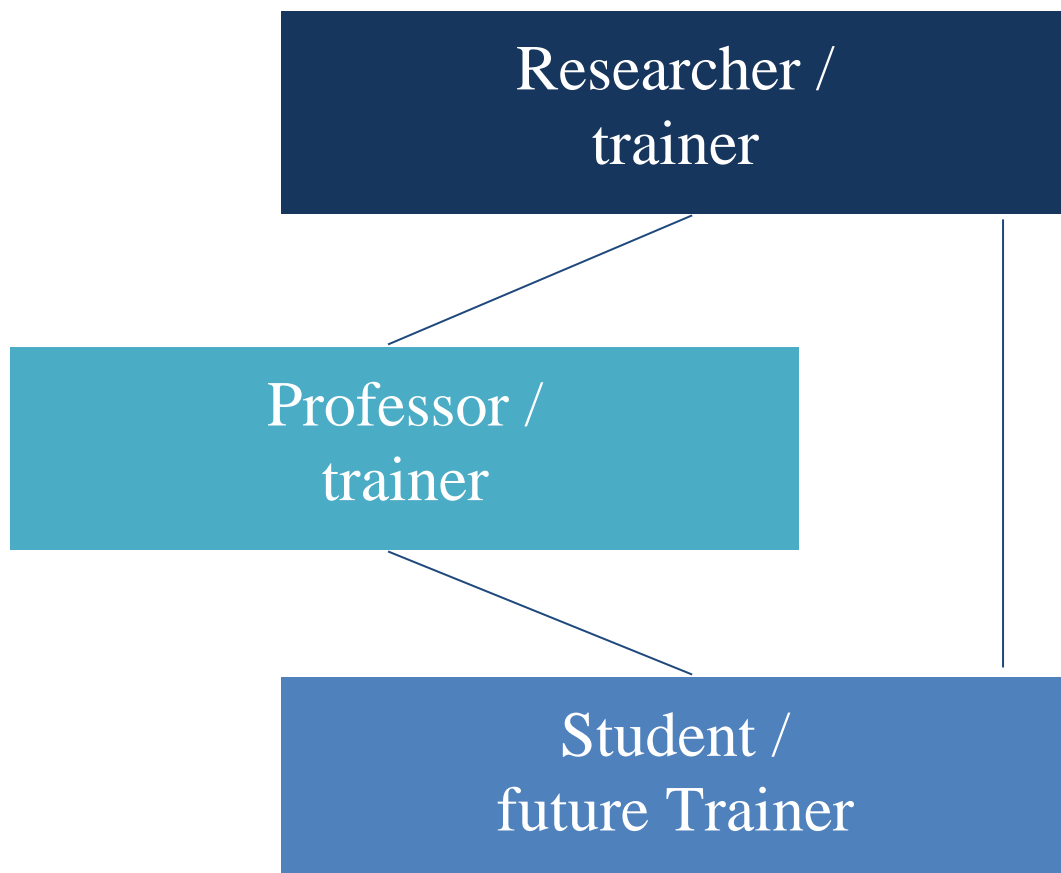 Researcher /
trainer
Professor /
trainer
Student /
future Trainer